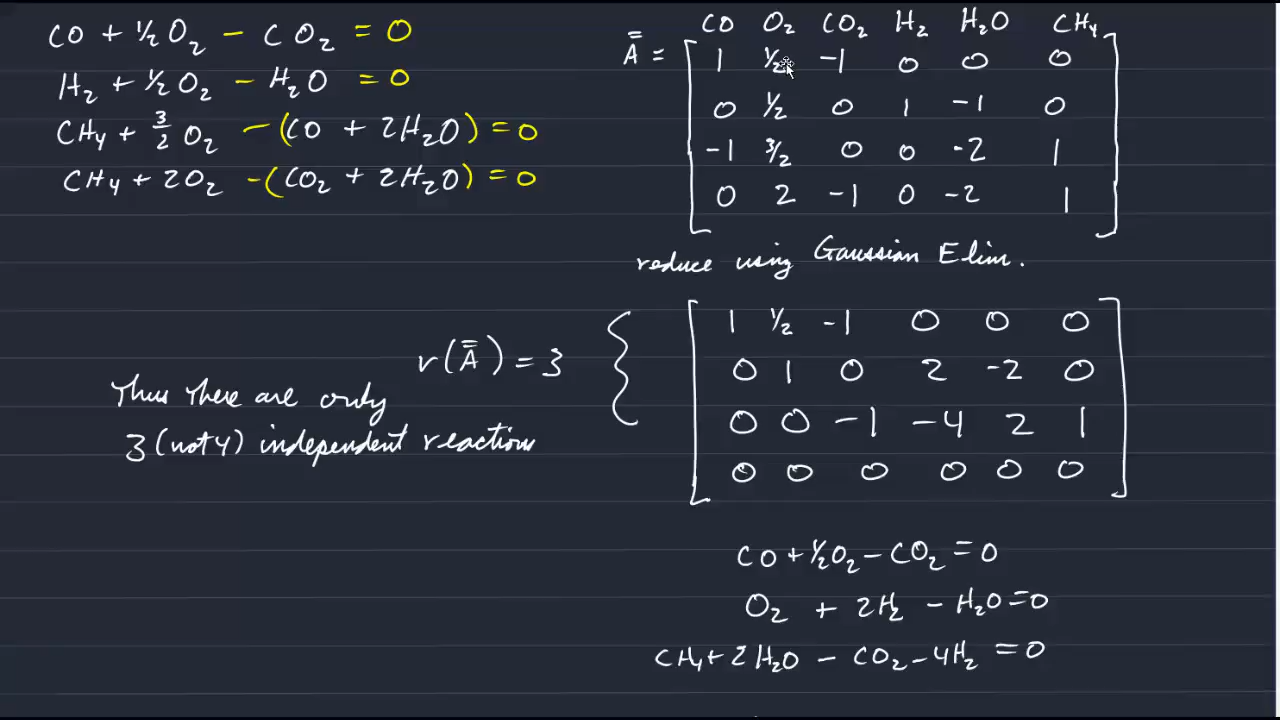 CO + ½O₂ - CO₂ = 0
H₂ + ½O₂ - H₂O = 0
CH₄ + 3/2 O₂ - (CO + 2H₂O) = 0
CH₄ + 2O₂ - (CO₂ + 2H₂O) = 0
CO O₂ CO₂ H₂ H₂O CH₄
A̿ =
1 ½ -1 0 0 0
0 ½ 0 1 -1 0
-1 3/2 0 0 -2 1
0 2 -1 0 -2 1
reduce using Gaussian Elim.
r(A̿) = 3
Thus there are only
3 (not 4) independent reactions
1 ½ -1 0 0 0
0 1 0 2 -2 0
0 0 -1 -4 2 1
0 0 0 0 0 0
CO + ½O₂ - CO₂ = 0
O₂ + 2H₂ - H₂O = 0
CH₄ + 2H₂O - CO₂ - 4H₂ = 0